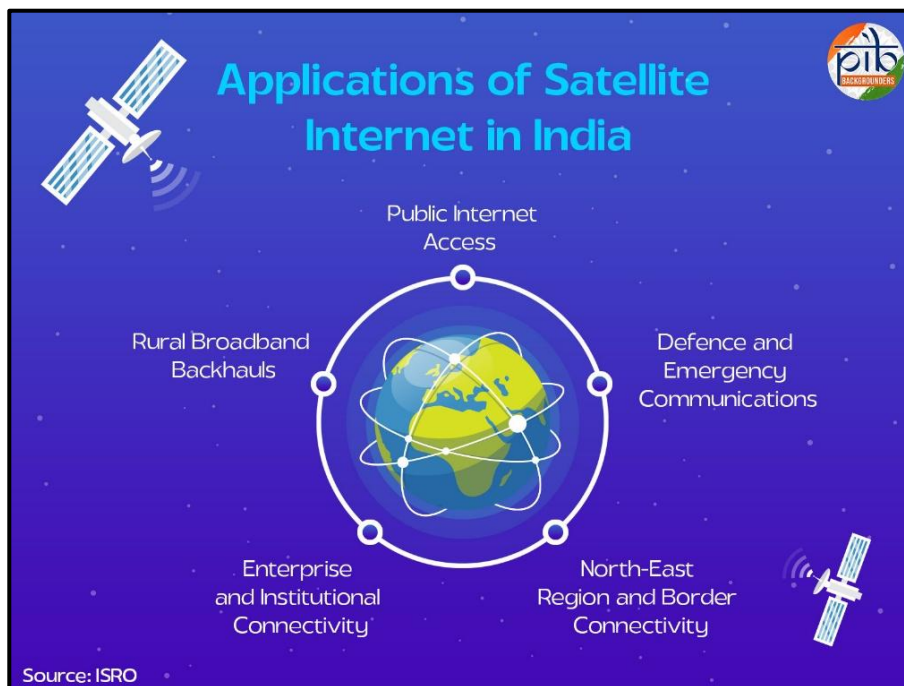 pib
BACKGROUNDERS
Applications of Satellite
Internet in India
Public Internet
Access
Rural Broadband
Backhauls
Defence and
Emergency
Communications
Enterprise
and Institutional
Connectivity
North-East
Region and Border
Connectivity
Source: ISRO